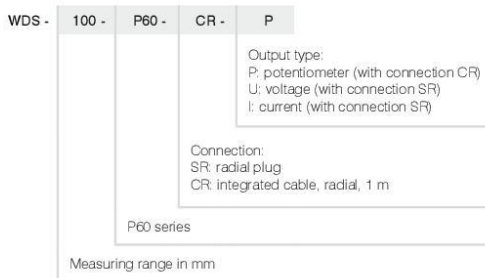 WDS - 100 - P60 - CR - P
Output type:
P: potentiometer (with connection CR)
U: voltage (with connection SR)
I: current (with connection SR)
Connection:
SR: radial plug
CR: integrated cable, radial, 1 m
P60 series
Measuring range in mm